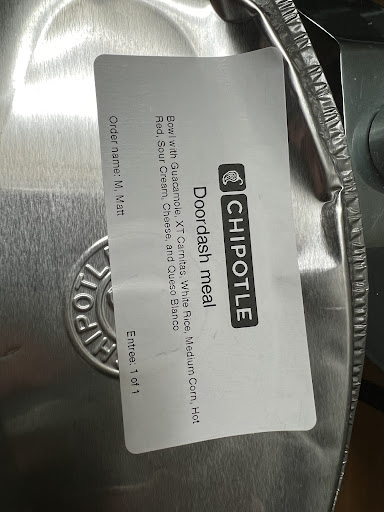 CHIPOTLE
Doordash meal
Bowl with Guacamole, XT Carnitas, White Rice, Medium Corn, Hot
Red, Sour Cream, Cheese, and Queso Blanco
Order name: M. Matt
Entree: 1 of 1
CHIPOTLE